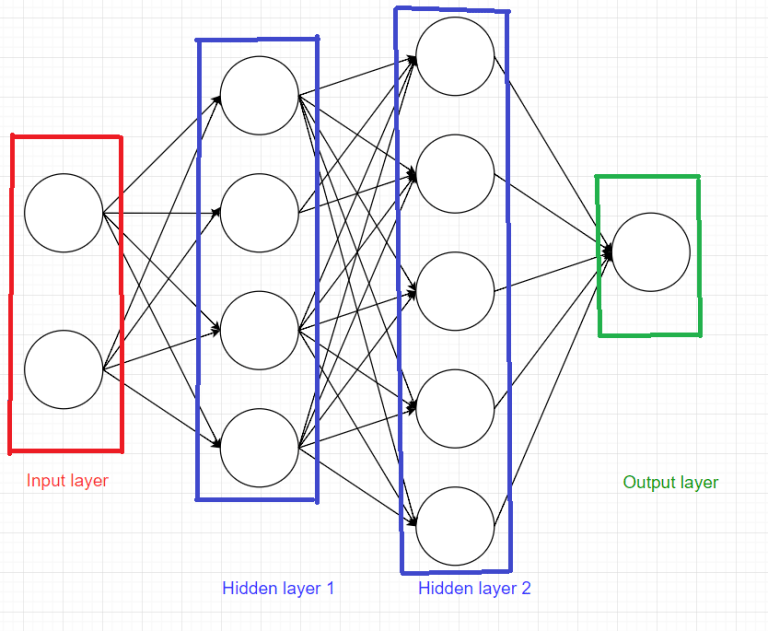 Input layer
Output layer
Hidden layer 1
Hidden layer 2